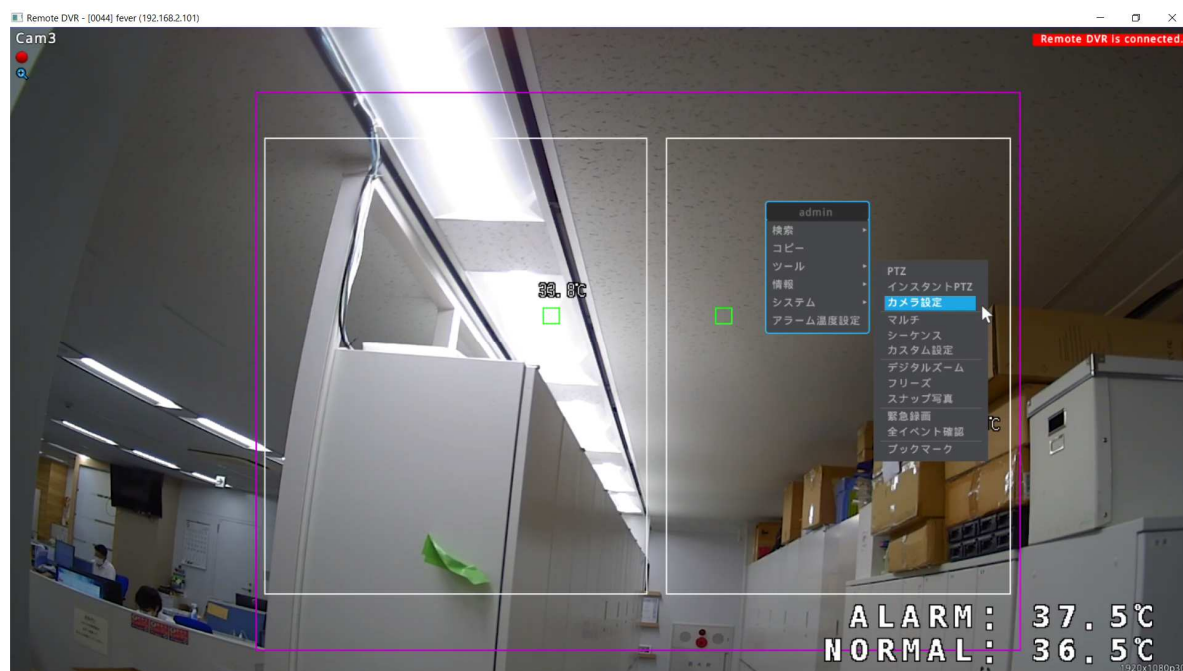 Remote DVR - [0044] fever (192.168.2.101)
Cam3
Remote DVR is connected.
admin
検索
コピー
ツール
情報
システム
アラーム温度設定
PTZ
インスタントPTZ
カメラ設定
マルチ
シーケンス
カスタム設定
デジタルズーム
フリーズ
スナップ写真
緊急録画
全イベント確認
ブックマーク
33.8℃
℃
ALARM: 37.5℃
NORMAL: 36.5℃
1920x1080p30